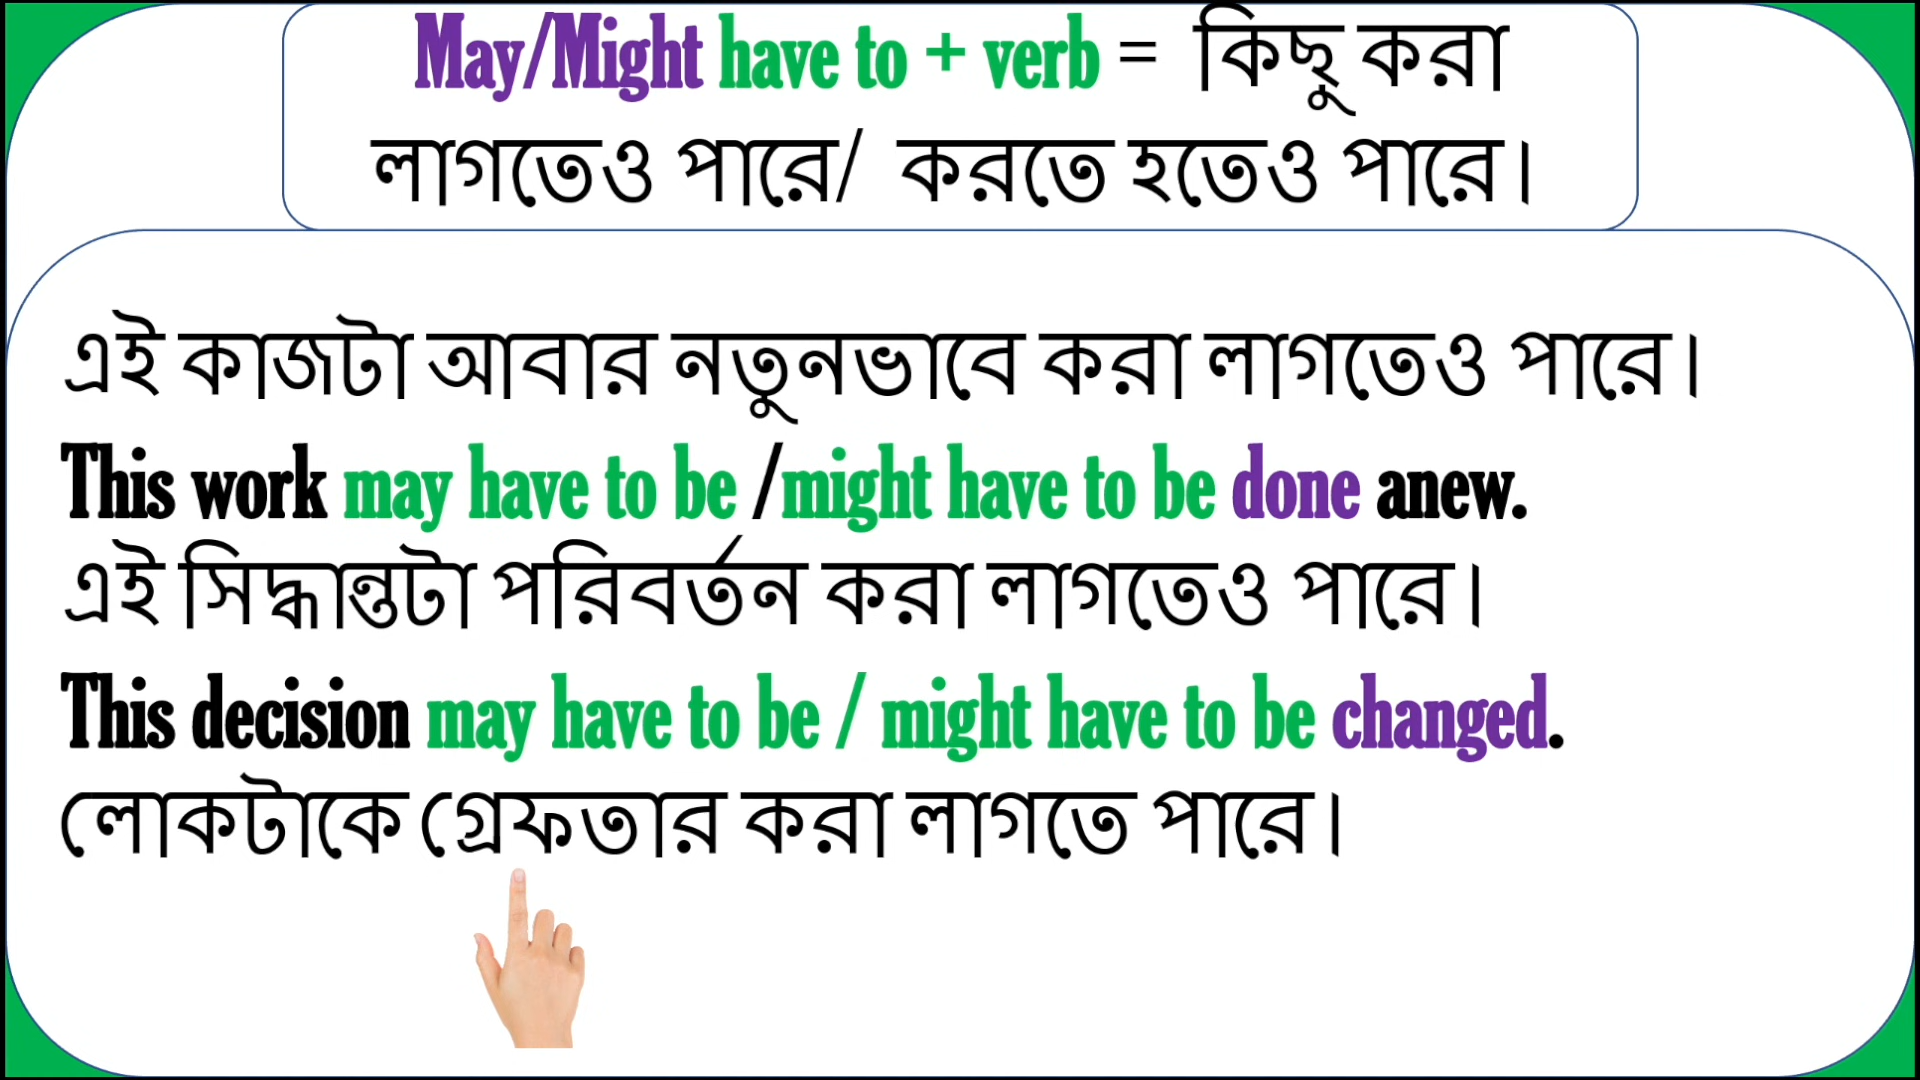 May/Might have to + verb = কিছু করা
লাগতেও পারে/ করতে হতেও পারে।
এই কাজটা আবার নতুনভাবে করা লাগতেও পারে।
This work may have to be /might have to be done anew.
এই সিদ্ধান্তটা পরিবর্তন করা লাগতেও পারে।
This decision may have to be / might have to be changed.
লোকটাকে গ্রেফতার করা লাগতে পারে।